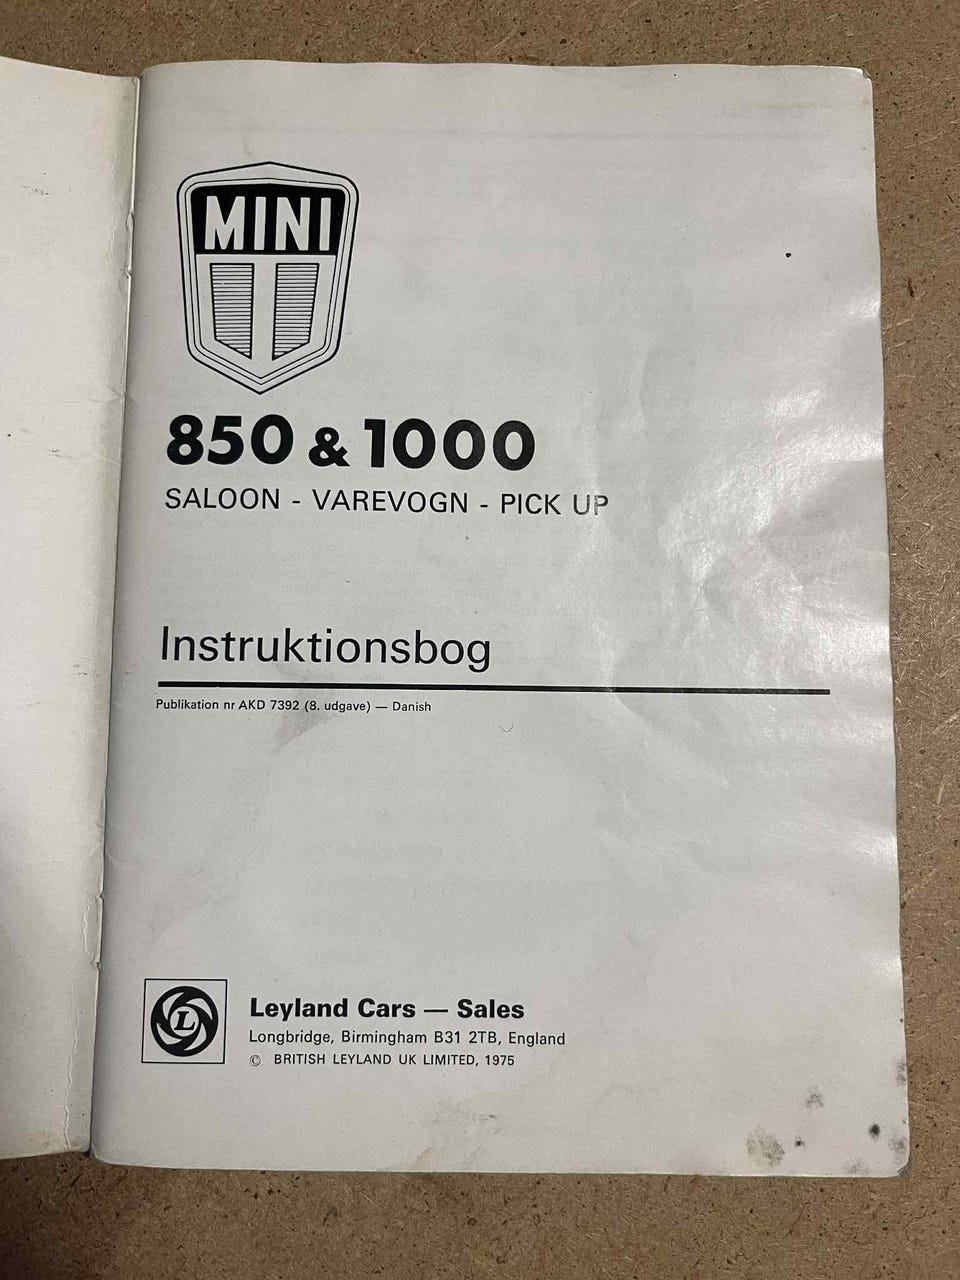 MINI
850 & 1000
SALOON - VAREVOGN - PICK UP
Instruktionsbog
Publikation nr AKD 7392 (8. udgave) — Danish
L
Leyland Cars — Sales
Longbridge, Birmingham B31 2TB, England
© BRITISH LEYLAND UK LIMITED, 1975